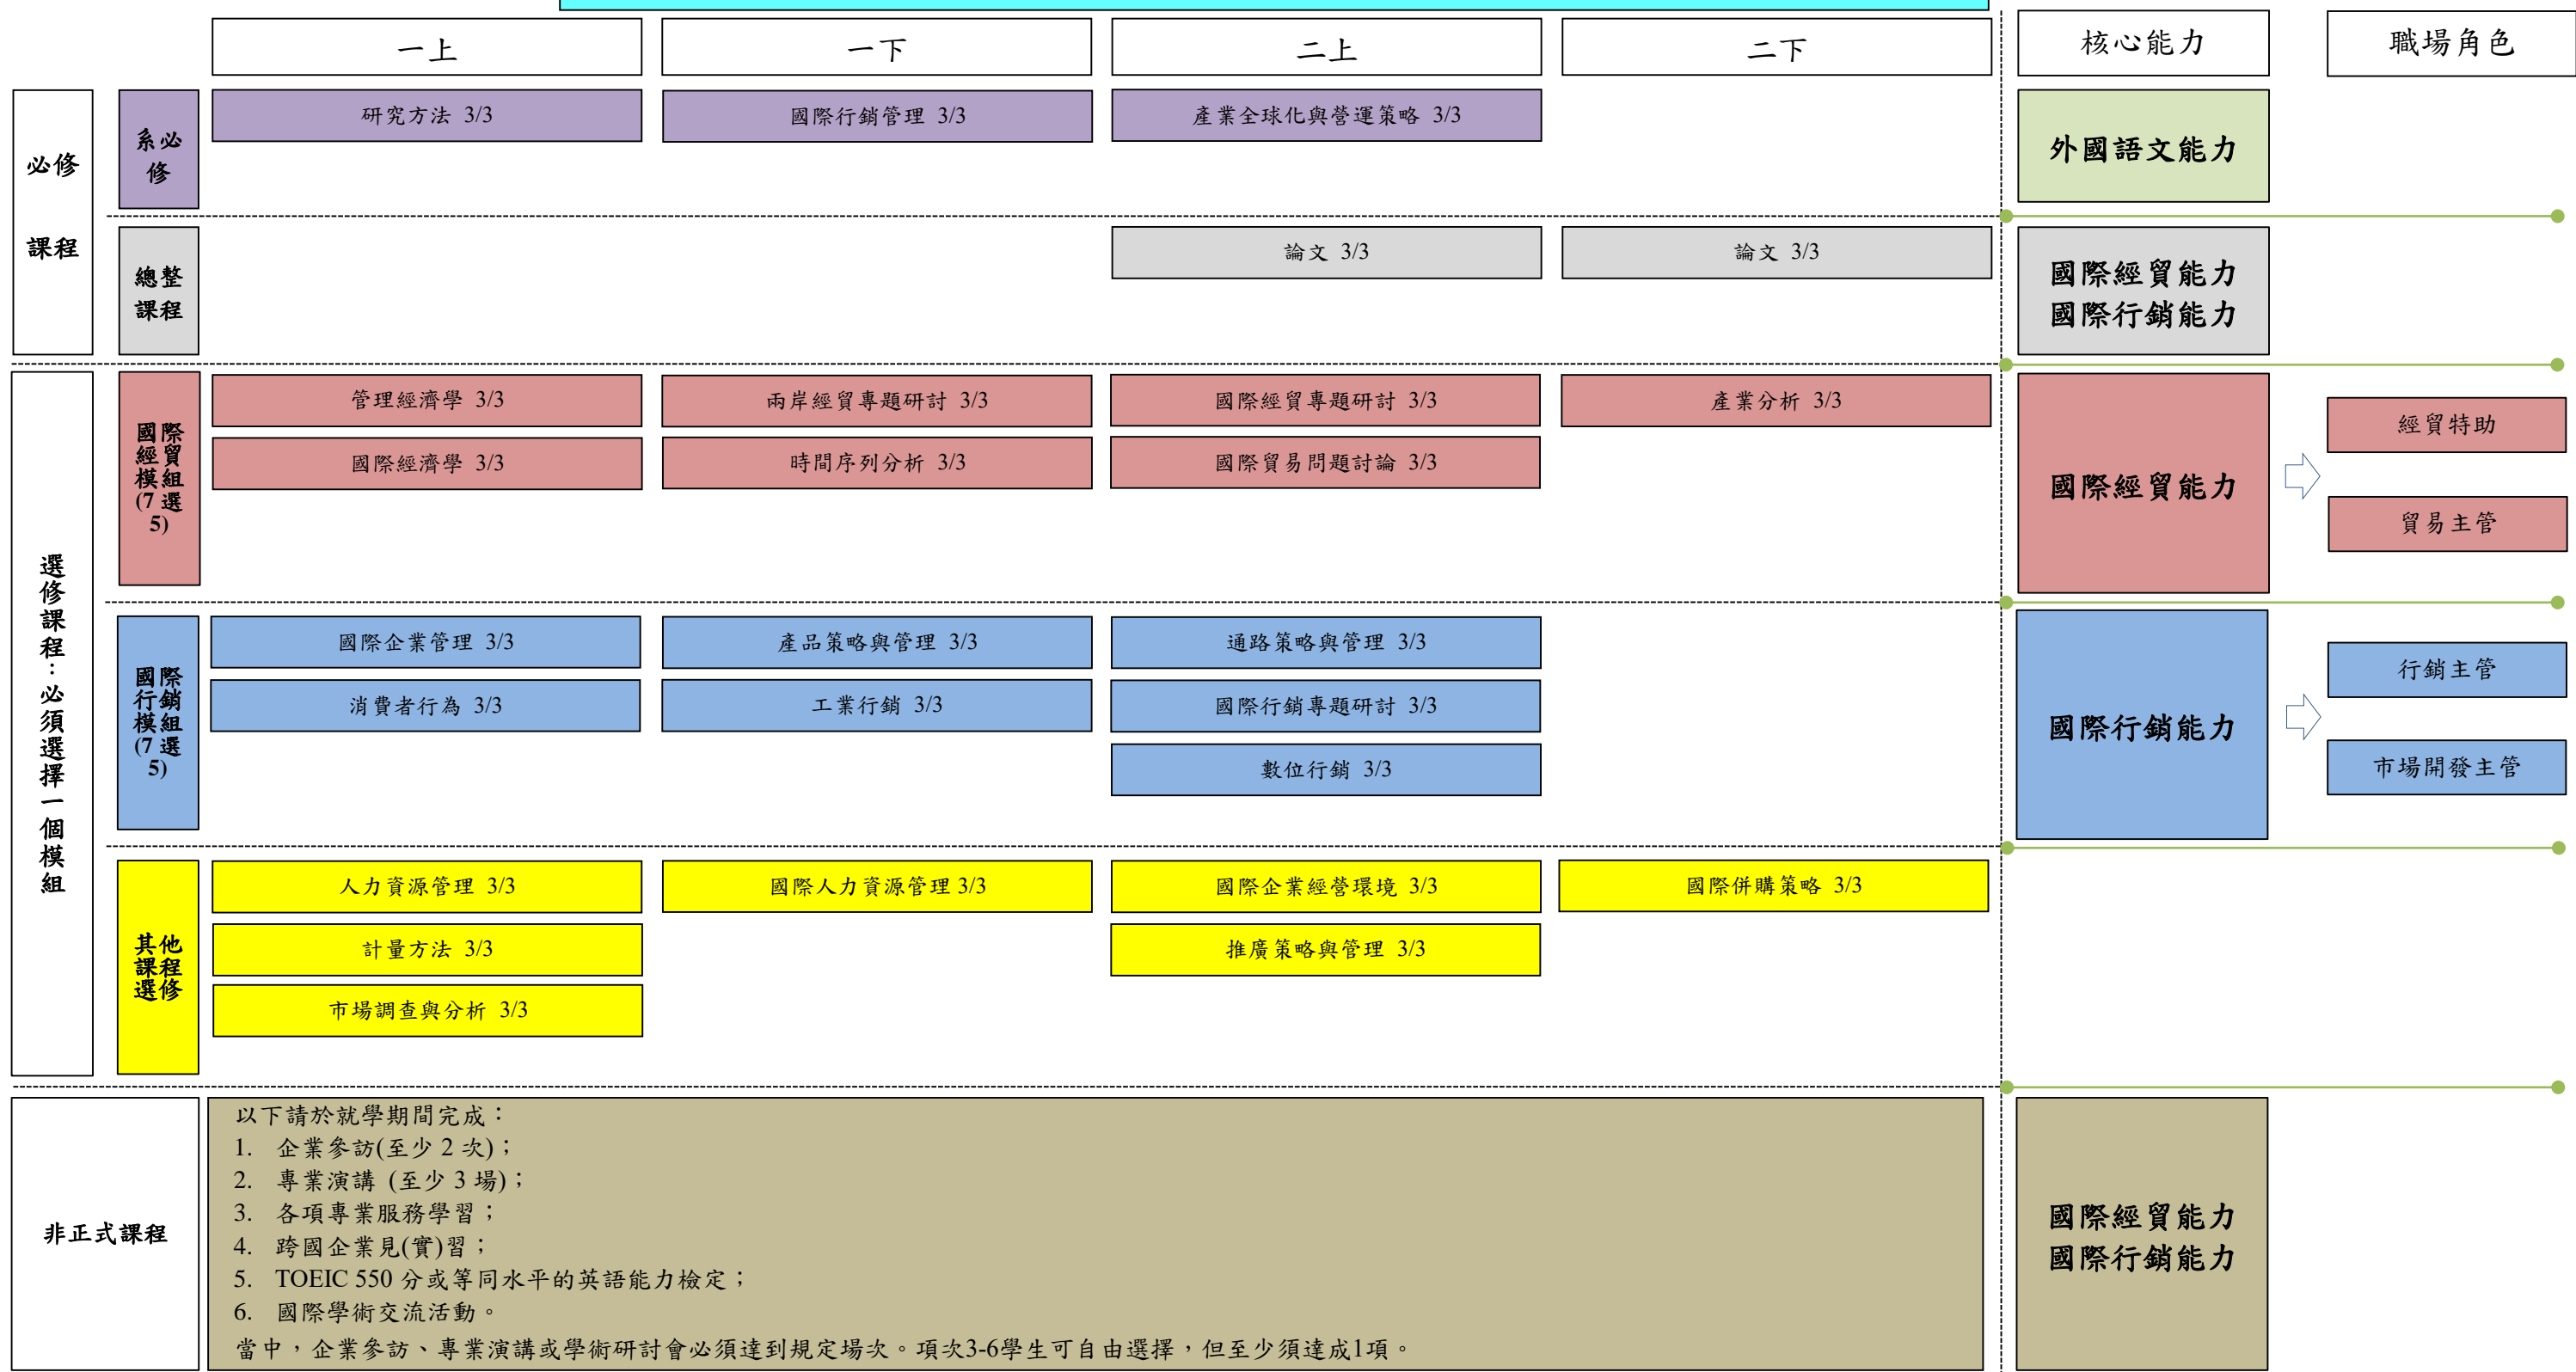 一上
一下
二上
二下
核心能力
職場角色
必修
課程
系必
修
研究方法 3/3
國際行銷管理 3/3
產業全球化與營運策略 3/3
外國語文能力
總整
課程
論文 3/3
論文 3/3
國際經貿能力
國際行銷能力
選修課程：必須選擇一個模組
國際
經貿
模組
(7 選
5)
管理經濟學 3/3
兩岸經貿專題研討 3/3
國際經貿專題研討 3/3
產業分析 3/3
國際經濟學 3/3
時間序列分析 3/3
國際貿易問題討論 3/3
國際經貿能力
經貿特助
貿易主管
國際
行銷
模組
(7 選
5)
國際企業管理 3/3
產品策略與管理 3/3
通路策略與管理 3/3
消費者行為 3/3
工業行銷 3/3
國際行銷專題研討 3/3
數位行銷 3/3
國際行銷能力
行銷主管
市場開發主管
其他
課程
選修
人力資源管理 3/3
國際人力資源管理 3/3
國際企業經營環境 3/3
國際併購策略 3/3
計量方法 3/3
推廣策略與管理 3/3
市場調查與分析 3/3
非正式課程
以下請於就學期間完成：
1. 企業參訪(至少 2 次)；
2. 專業演講 (至少 3 場)；
3. 各項專業服務學習；
4. 跨國企業見(實)習；
5. TOEIC 550 分或等同水平的英語能力檢定；
6. 國際學術交流活動。
當中，企業參訪、專業演講或學術研討會必須達到規定場次。項次3-6學生可自由選擇，但至少須達成1項。
國際經貿能力
國際行銷能力